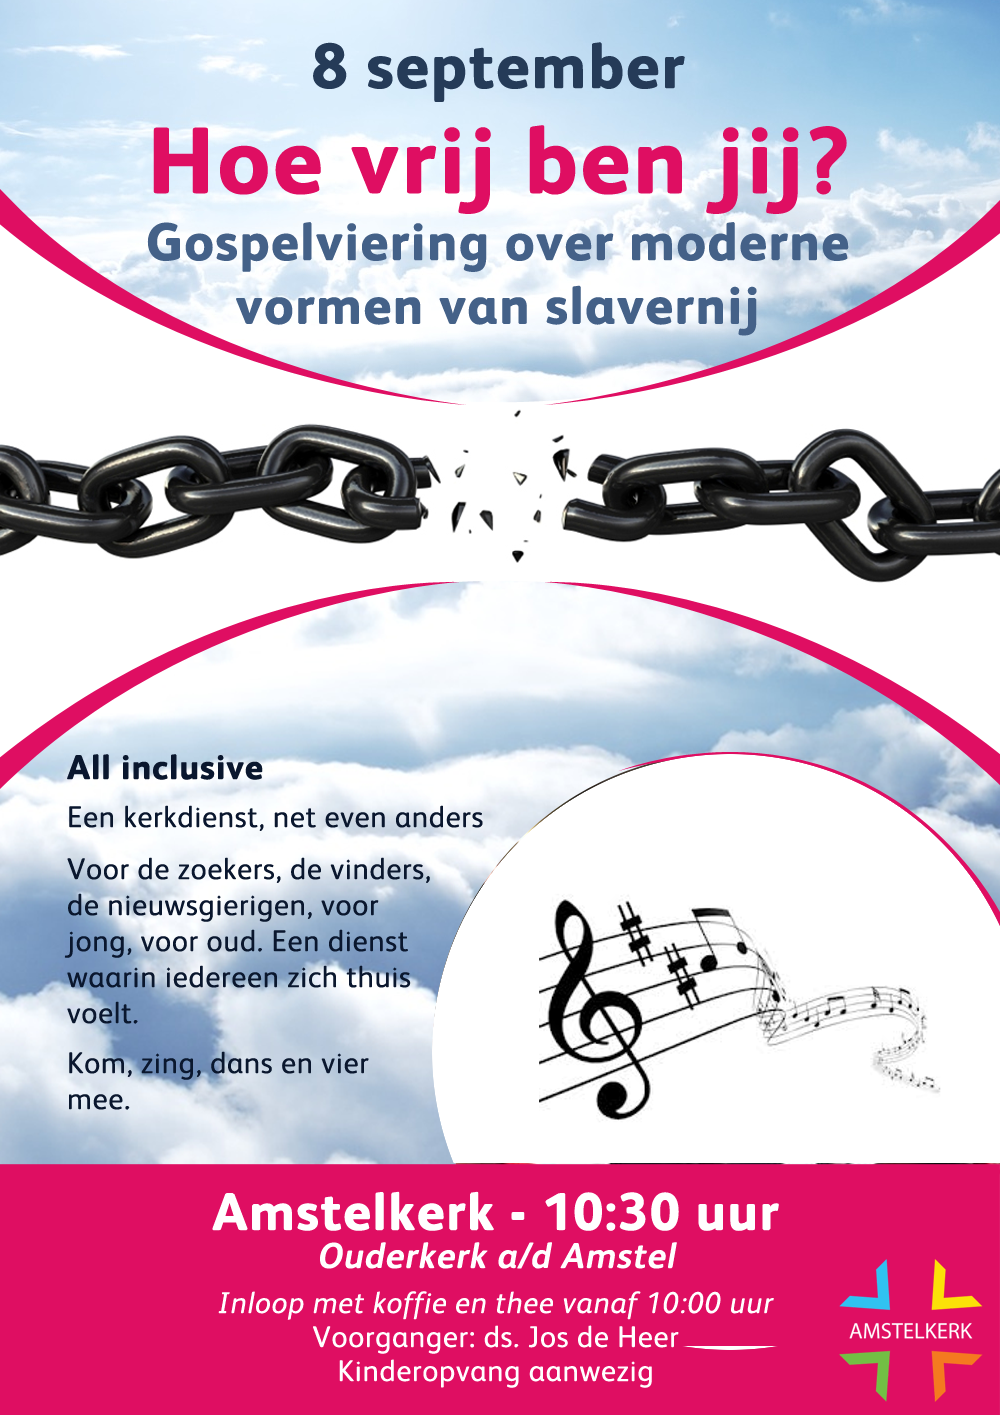 8 september
Hoe vrij ben jij?
Gospelviering over moderne
vormen van slavernij
All inclusive
Een kerkdienst, net even anders
Voor de zoekers, de vinders,
de nieuwsgierigen, voor
jong, voor oud. Een dienst
waarin iedereen zich thuis
voelt.
Kom, zing, dans en vier
mee.
Amstelkerk - 10:30 uur
Ouderkerk a/d Amstel
Inloop met koffie en thee vanaf 10:00 uur
Voorganger: ds. Jos de Heer
Kinderopvang aanwezig
AMSTELKERK